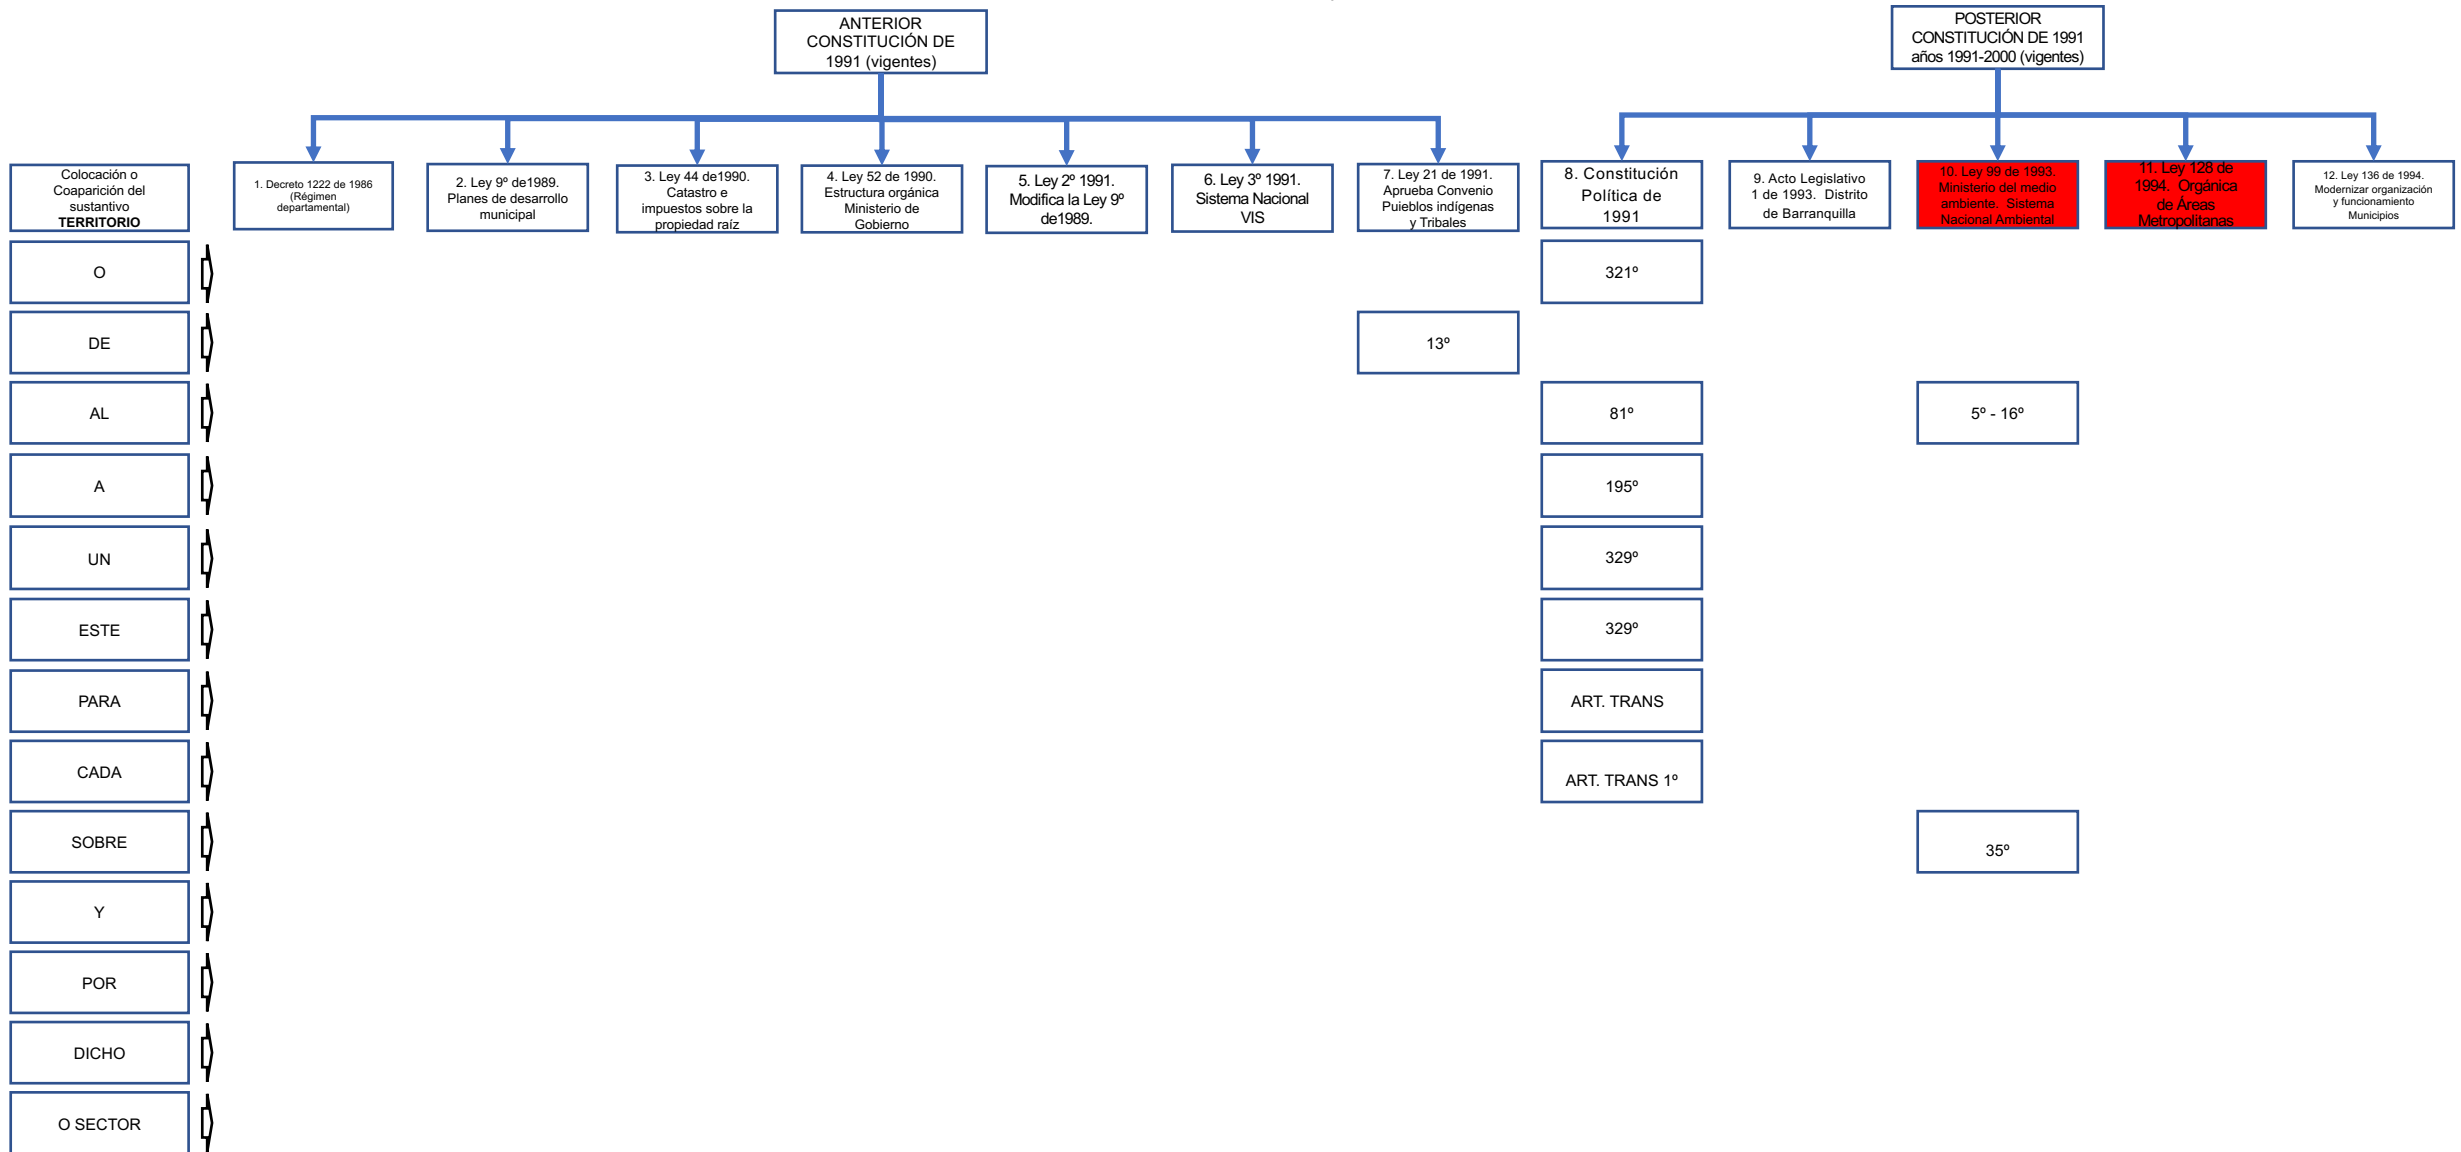 ANTERIOR
CONSTITUCIÓN DE
1991 (vigentes)
POSTERIOR
CONSTITUCIÓN DE 1991
años 1991-2000 (vigentes)
Colocación o
Coaparición del
sustantivo
TERRITORIO
1. Decreto 1222 de 1986
(Régimen
departamental)
2. Ley 9º de1989.
Planes de desarrollo
municipal
3. Ley 44 de1990.
Catastro e
impuestos sobre la
propiedad raíz
4. Ley 52 de 1990.
Estructura orgánica
Ministerio de
Gobierno
5. Ley 2º 1991.
Modifica la Ley 9º
de1989.
6. Ley 3º 1991.
Sistema Nacional
VIS
7. Ley 21 de 1991.
Aprueba Convenio
Puieblos indígenas
y Tribales
8. Constitución
Política de
1991
9. Acto Legislativo
1 de 1993. Distrito
de Barranquilla
10. Ley 99 de 1993.
Ministerio del medio
ambiente. Sistema
Nacional Ambiental
11. Ley 128 de
1994. Orgánica
de Áreas
Metropolitanas
12. Ley 136 de 1994.
Modernizar organización
y funcionamiento
Municipios
O
321º
DE
13º
AL
81º
5º - 16º
A
195º
UN
329º
ESTE
329º
PARA
ART. TRANS
CADA
ART. TRANS 1º
SOBRE
35º
Y
POR
DICHO
O SECTOR